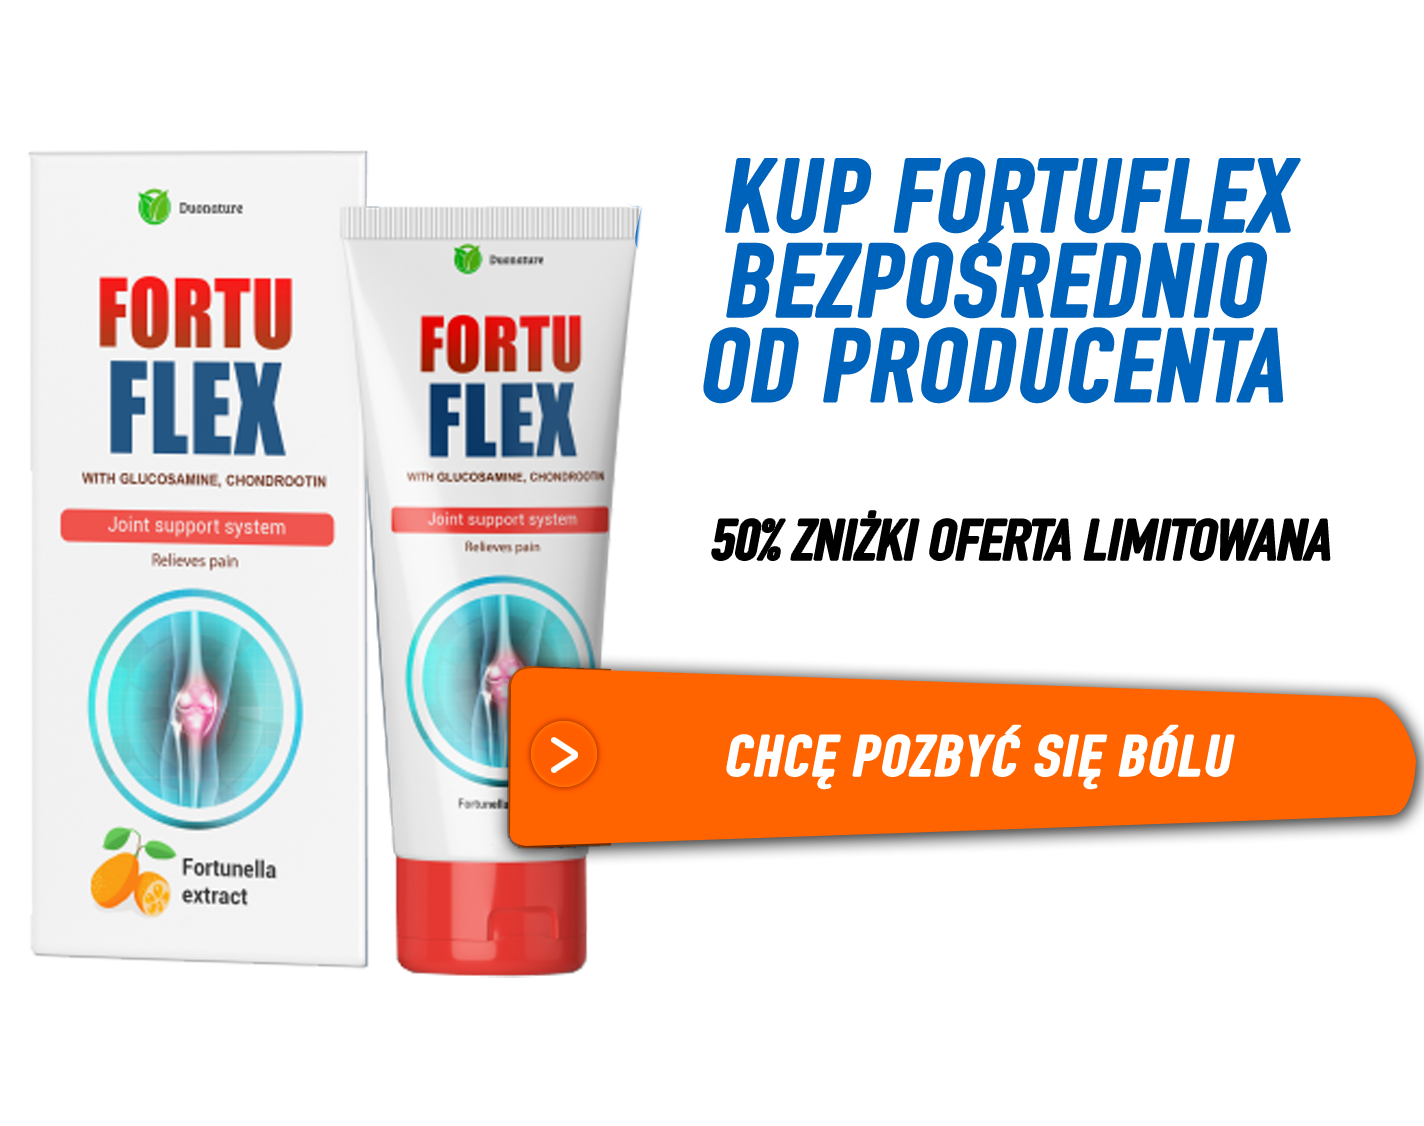 Duonature
FORTU
FLEX
WITH GLUCOSAMINE, CHONDROOTIN
Joint support system
Relieves pain
Fortunella
extract
Duonature
FORTU
FLEX
WITH GLUCOSAMINE, CHONDROOTIN
Joint support system
Relieves pain
Fortunella
KUP FORTUFLEX
BEZPOŚREDNIO
OD PRODUCENTA
50% ZNIŻKI OFERTA LIMITOWANA
CHCĘ POZBYĆ SIĘ BÓLU